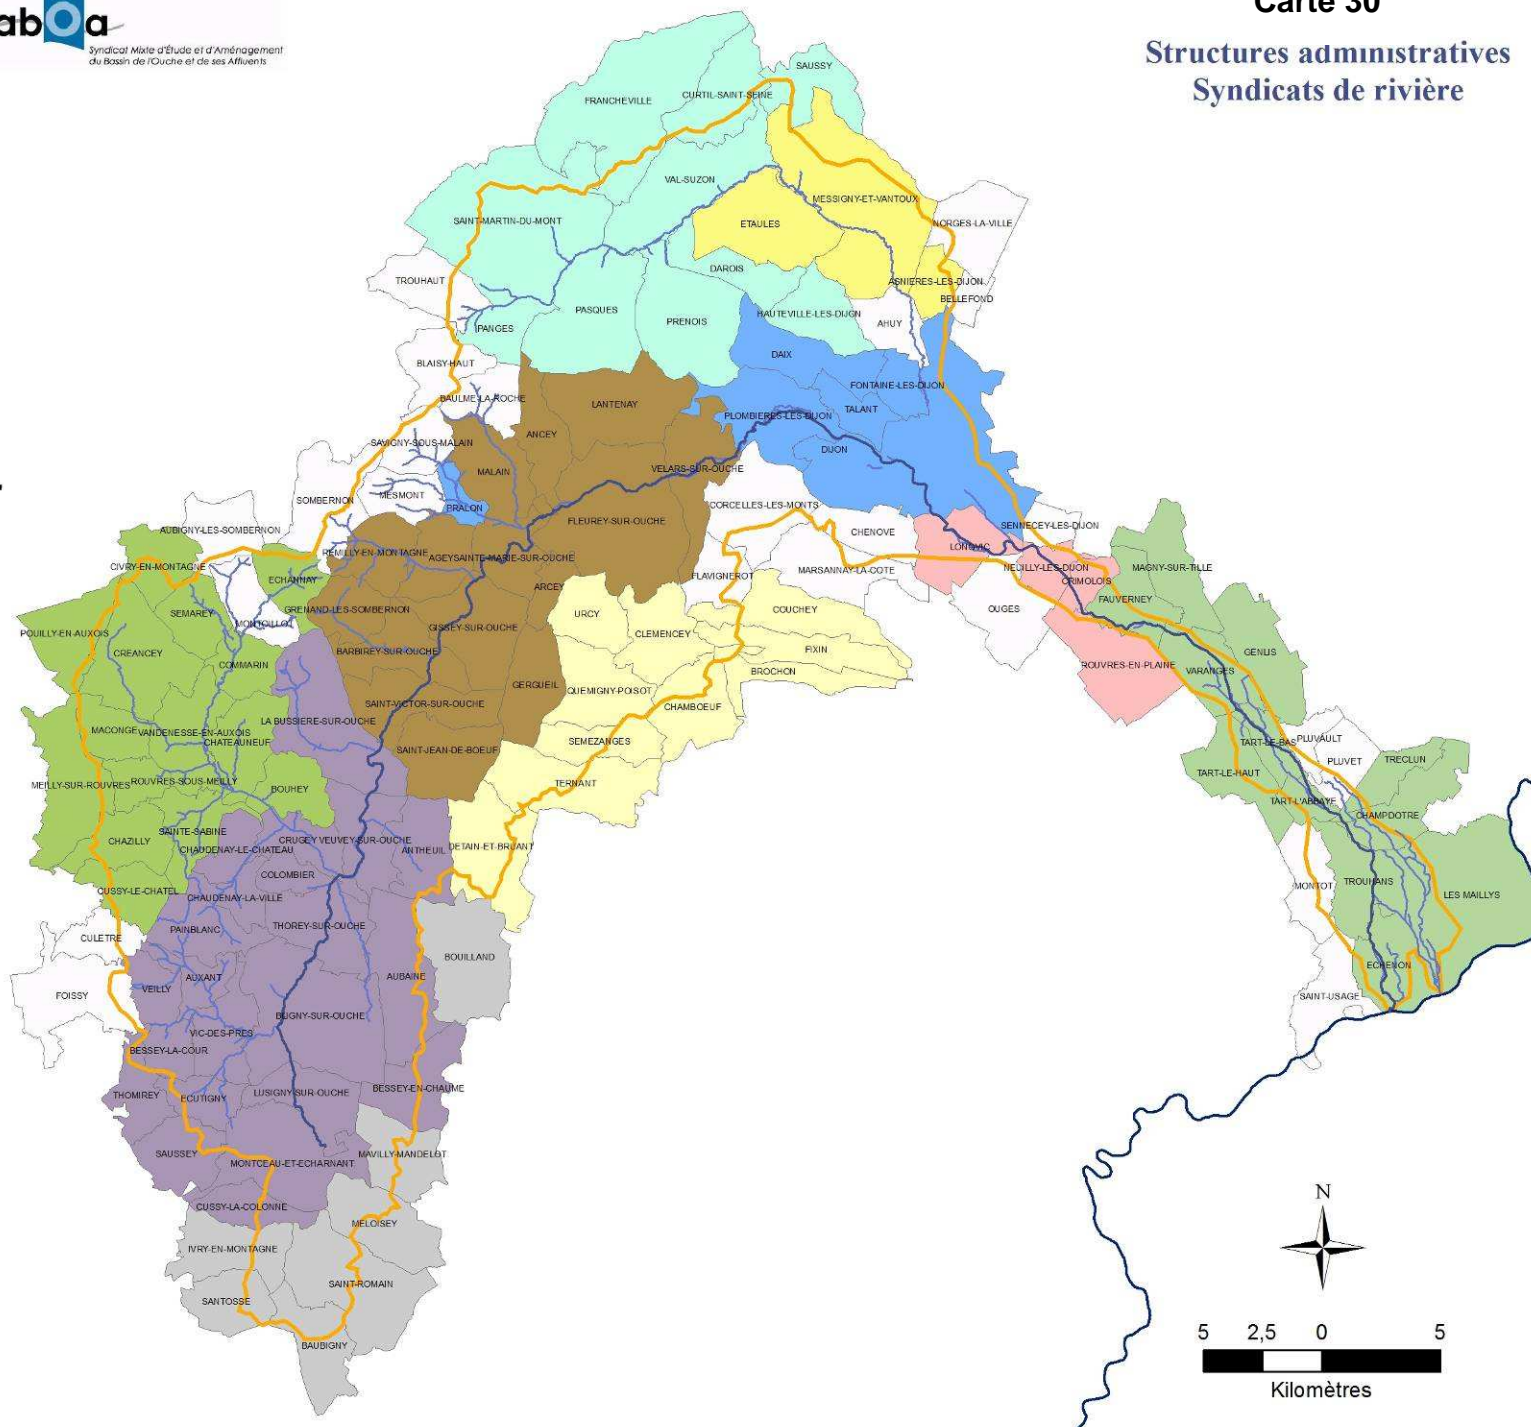 abOa
Syndicat Mixte d'Étude et d'Aménagement
du Bassin de l'Ouche et de ses Affluents
Carte 30
Structures administratives
Syndicats de rivière
SAUSSY
CURTIL-SAINT-SEINE
FRANCHEVILLE
VAL-SUZON
MESSIGNY-ET-VANTOUX
SAINT-MARTIN-DU-MONT
ETAULES
NORGES-LA-VILLE
DAROIS
TROUHAUT
ASNIERES-LES-DIJON
BELLEFOND
PASQUES
HAUTEVILLE-LES-DIJON
PRENOIS
AHUY
PANGES
DAIX
BLAISY-HAUT
FONTAINE-LES-DIJON
BAULME-LA-ROCHE
LANTENAY
TALANT
PLOMBIERES-LES-DIJON
ANCEY
SAVIGNY-SOUS-MALAIN
DIJON
MALAIN
VELARS-SUR-OUCHE
MESMONT
SOMBERNON
PRALON
CORCELLES-LES-MONTS
FLEUREY-SUR-OUCHE
SENNECEY-LES-DIJON
AUBIGNY-LES-SOMBERNON
CHENOVE
LONGVIC
REMILLY-EN-MONTAGNE
AGEY
SAINTE-MARIE-SUR-OUCHE
CIVRY-EN-MONTAGNE
NEUILLY-LES-DIJON
MAGNY-SUR-TILLE
MARSANNAY-LA-COTE
FLAVIGNEROT
ECHANNAY
CRIMOLOIS
ARCEY
FAUVERNEY
GRENAND-LES-SOMBERNON
COUCHEY
OUGES
SEMAREY
URCY
MONTOILLOT
GISSEY-SUR-OUCHE
POUILLY-EN-AUXOIS
CLEMENCEY
FIXIN
CREANCEY
BARBIREY-SUR-OUCHE
GENLIS
COMMARIN
ROUVRES-EN-PLAINE
VARANGES
BROCHON
GERGUEIL
QUEMIGNY-POISOT
SAINT-VICTOR-SUR-OUCHE
CHAMBOEUF
LA BUSSIERE-SUR-OUCHE
MACONGE
VANDENESSE-EN-AUXOIS
CHATEAUNEUF
SEMEZANGES
TART-LE-BAS
PLUVAULT
SAINT-JEAN-DE-BOEUF
PLUVET
TRECLUN
TART-LE-HAUT
MEILLY-SUR-ROUVRES
ROUVRES-SOUS-MEILLY
TERNANT
BOUHEY
TART-L'ABBAYE
CHAMPDOTRE
SAINTE-SABINE
CHAZILLY
CRUGEY
VEUVEY-SUR-OUCHE
CHAUDENAY-LE-CHATEAU
ANTHEUIL
DETAIN-ET-BRUANT
COLOMBIER
TROUHANS
MONTOT
CUSSY-LE-CHATEL
CHAUDENAY-LA-VILLE
LES MAILLYS
THOREY-SUR-OUCHE
PAINBLANC
CULETRE
BOUILLAND
ECHENON
AUXANT
AUBAINE
VEILLY
FOISSY
SAINT-USAGE
BLIGNY-SUR-OUCHE
VIC-DES-PRES
BESSEY-LA-COUR
BESSEY-EN-CHAUME
THOMIREY
LUSIGNY-SUR-OUCHE
ECUTIGNY
SAUSSEY
MAVILLY-MANDELOT
MONTCEAU-ET-ECHARNANT
CUSSY-LA-COLONNE
MELOISEY
IVRY-EN-MONTAGNE
SAINT-ROMAIN
SANTOSSE
BAUBIGNY
N
5 2,5 0 5
Kilomètres